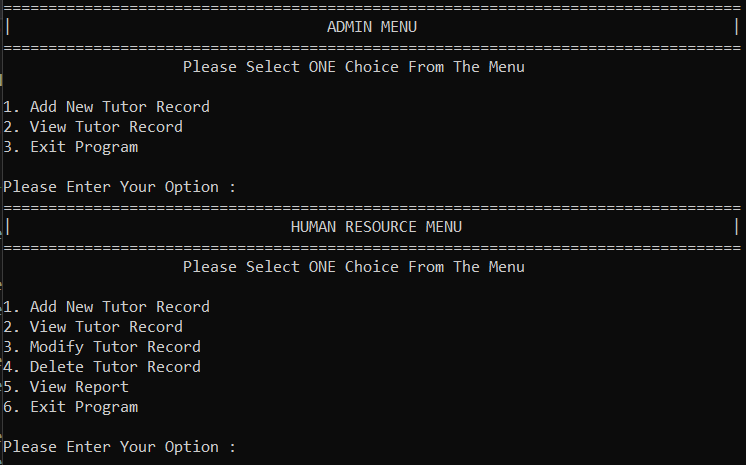 ==================================================================================
|                                   ADMIN MENU                                   |
==================================================================================
                    Please Select ONE Choice From The Menu
1. Add New Tutor Record
2. View Tutor Record
3. Exit Program
Please Enter Your Option :
==================================================================================
|                               HUMAN RESOURCE MENU                              |
==================================================================================
                    Please Select ONE Choice From The Menu
1. Add New Tutor Record
2. View Tutor Record
3. Modify Tutor Record
4. Delete Tutor Record
5. View Report
6. Exit Program
Please Enter Your Option :